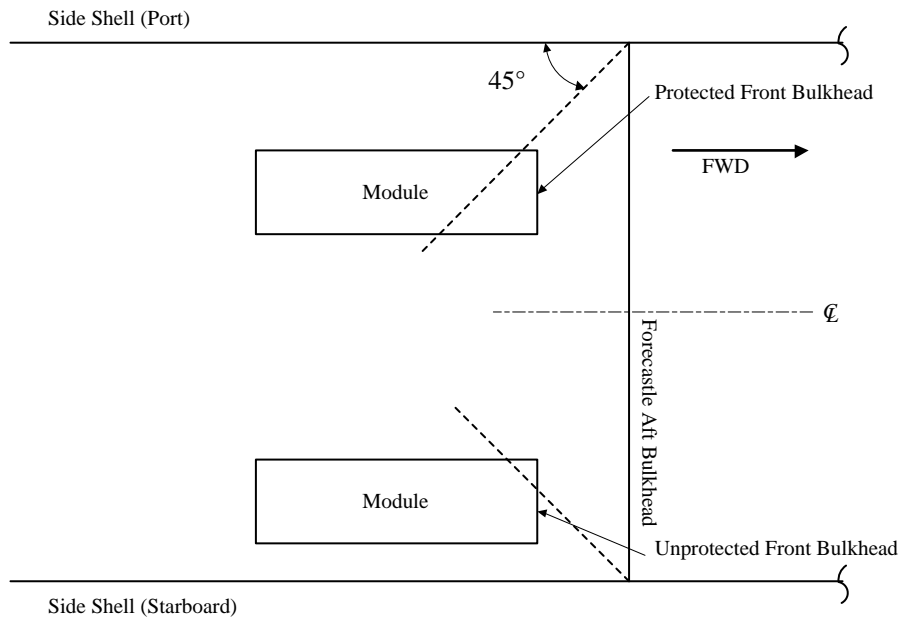 Side Shell (Port)
45°
Protected Front Bulkhead
FWD
Module
℄
Forecastle Aft Bulkhead
Module
Unprotected Front Bulkhead
Side Shell (Starboard)